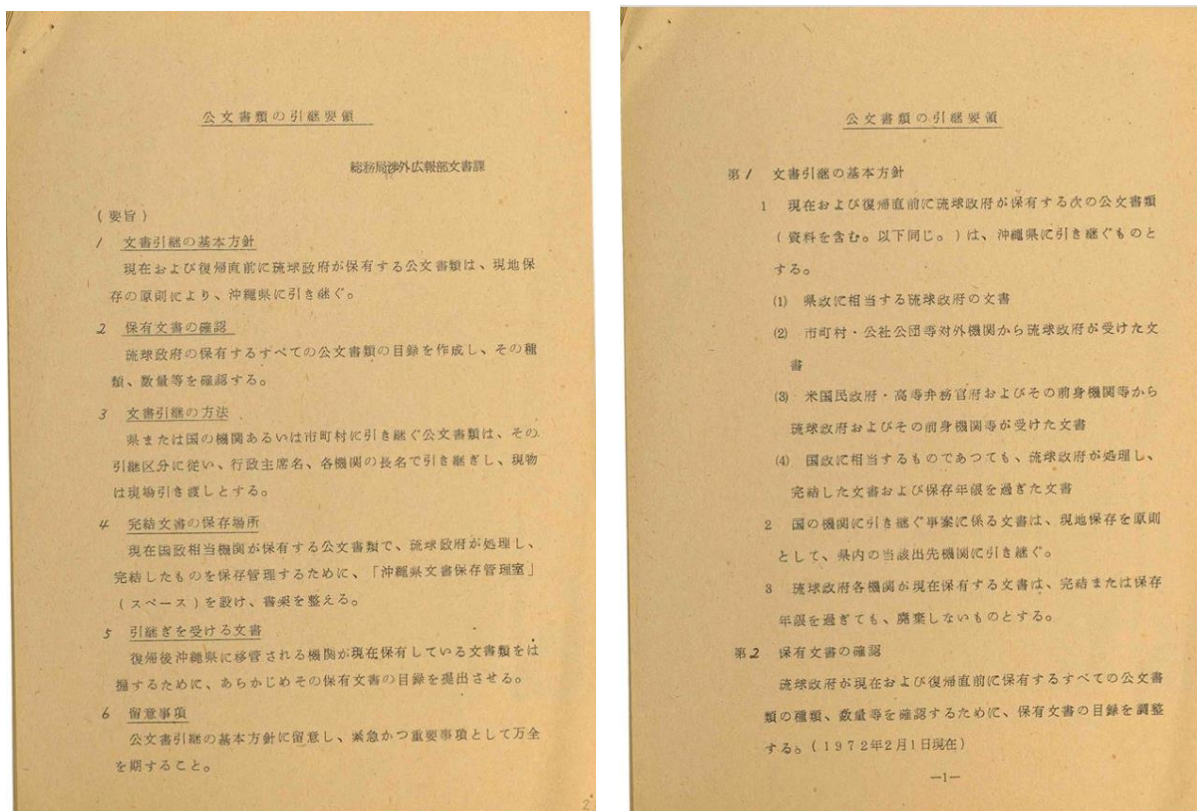 公文書類の引継要領
総務局渉外広報部文書課
(要旨)
1 文書引継の基本方針
現在および復帰直前に琉球政府が保有する公文書類は、現地保
存の原則により、沖縄県に引き継ぐ。
2 保有文書の確認
琉球政府の保有するすべての公文書類の目録を作成し、その種
類、数量等を確認する。
3 文書引継の方法
県または国の機関あるいは市町村に引き継ぐ公文書類は、その
引継区分に従い、行政主席名、各機関の長名で引き継ぎし、現物
は現場引き渡しとする。
4 完結文書の保存場所
現在国政相当機関が保有する公文書類で、琉球政府が処理し、
完結したものを保存管理するために、「沖縄県文書保存管理室」
(スペース)を設け、書架を整える。
5 引継ぎを受ける文書
復帰後沖縄県に移管される機関が現在保有している文書類をは
握するために、あらかじめその保有文書の目録を提出させる。
6 留意事項
公文書引継の基本方針に留意し、緊急かつ重要事項として万全
を期すること。
2
公文書類の引継要領
第1 文書引継の基本方針
1 現在および復帰直前に琉球政府が保有する次の公文書類
(資料を含む。以下同じ。)は、沖縄県に引き継ぐものと
する。
(1) 県政に相当する琉球政府の文書
(2) 市町村・公社公団等対外機関から琉球政府が受けた文
書
(3) 米国民政府・高等弁務官府およびその前身機関等から
琉球政府およびその前身機関等が受けた文書
(4) 国政に相当するものであつても、琉球政府が処理し、
完結した文書および保存年限を過ぎた文書
2 国の機関に引き継ぐ事案に係る文書は、現地保存を原則
として、県内の当該出先機関に引き継ぐ。
3 琉球政府各機関が現在保有する文書は、完結または保存
年限を過ぎても、廃棄しないものとする。
第2 保有文書の確認
琉球政府が現在および復帰直前に保有するすべての公文書
類の種類、数量等を確認するために、保有文書の目録を調整
する。(1972年2月1日現在)
—1—